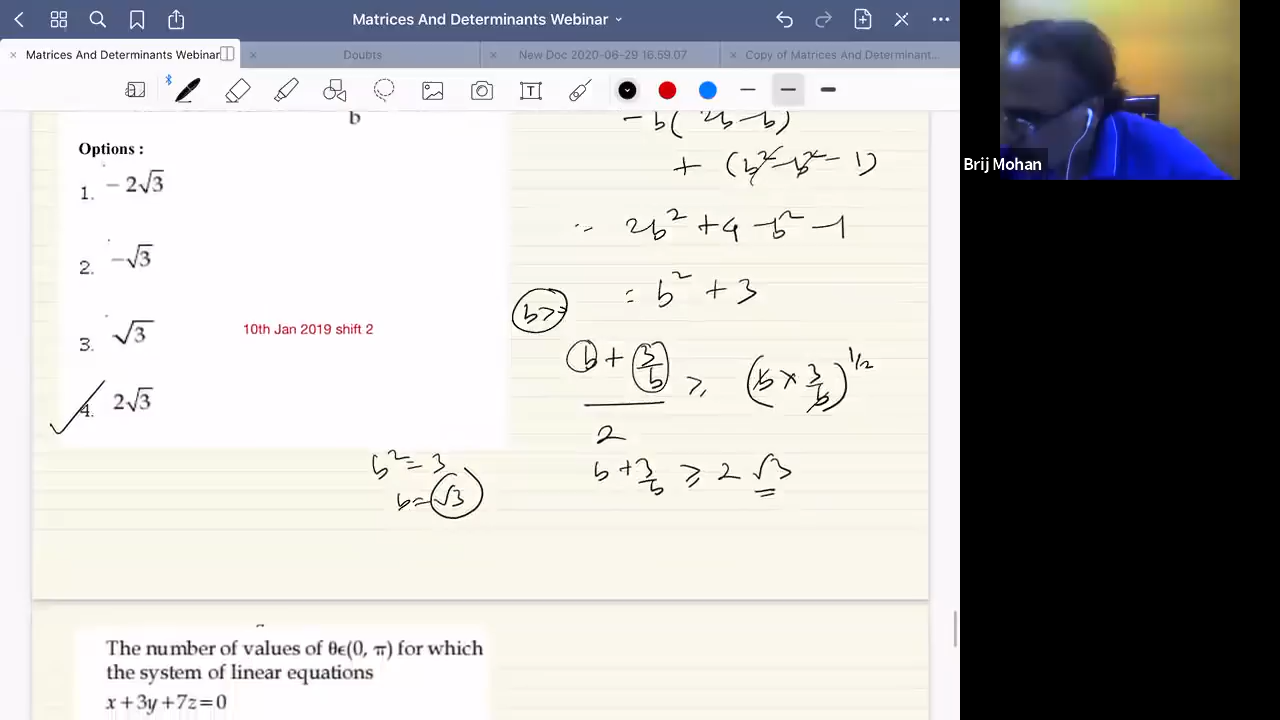 Matrices And Determinants Webinar
Matrices And Determinants Webinar
Doubts
New Doc 2020-06-29 16.59.07
Copy of Matrices And Determinant...
Brij Mohan
b
Options :
1. - 2√3
2. -√3
3. √3
4. 2√3
10th Jan 2019 shift 2
- b( 2b - b)
+ (b² - b² - 1)
2b² + 4 - b² - 1
= b² + 3
b >
b + 3/b
2
≥ (b × 3/b)^1/2
b + 3/b ≥ 2 √3
b² = 3
b = √3
The number of values of θϵ(0, π) for which
the system of linear equations
x + 3y + 7z = 0